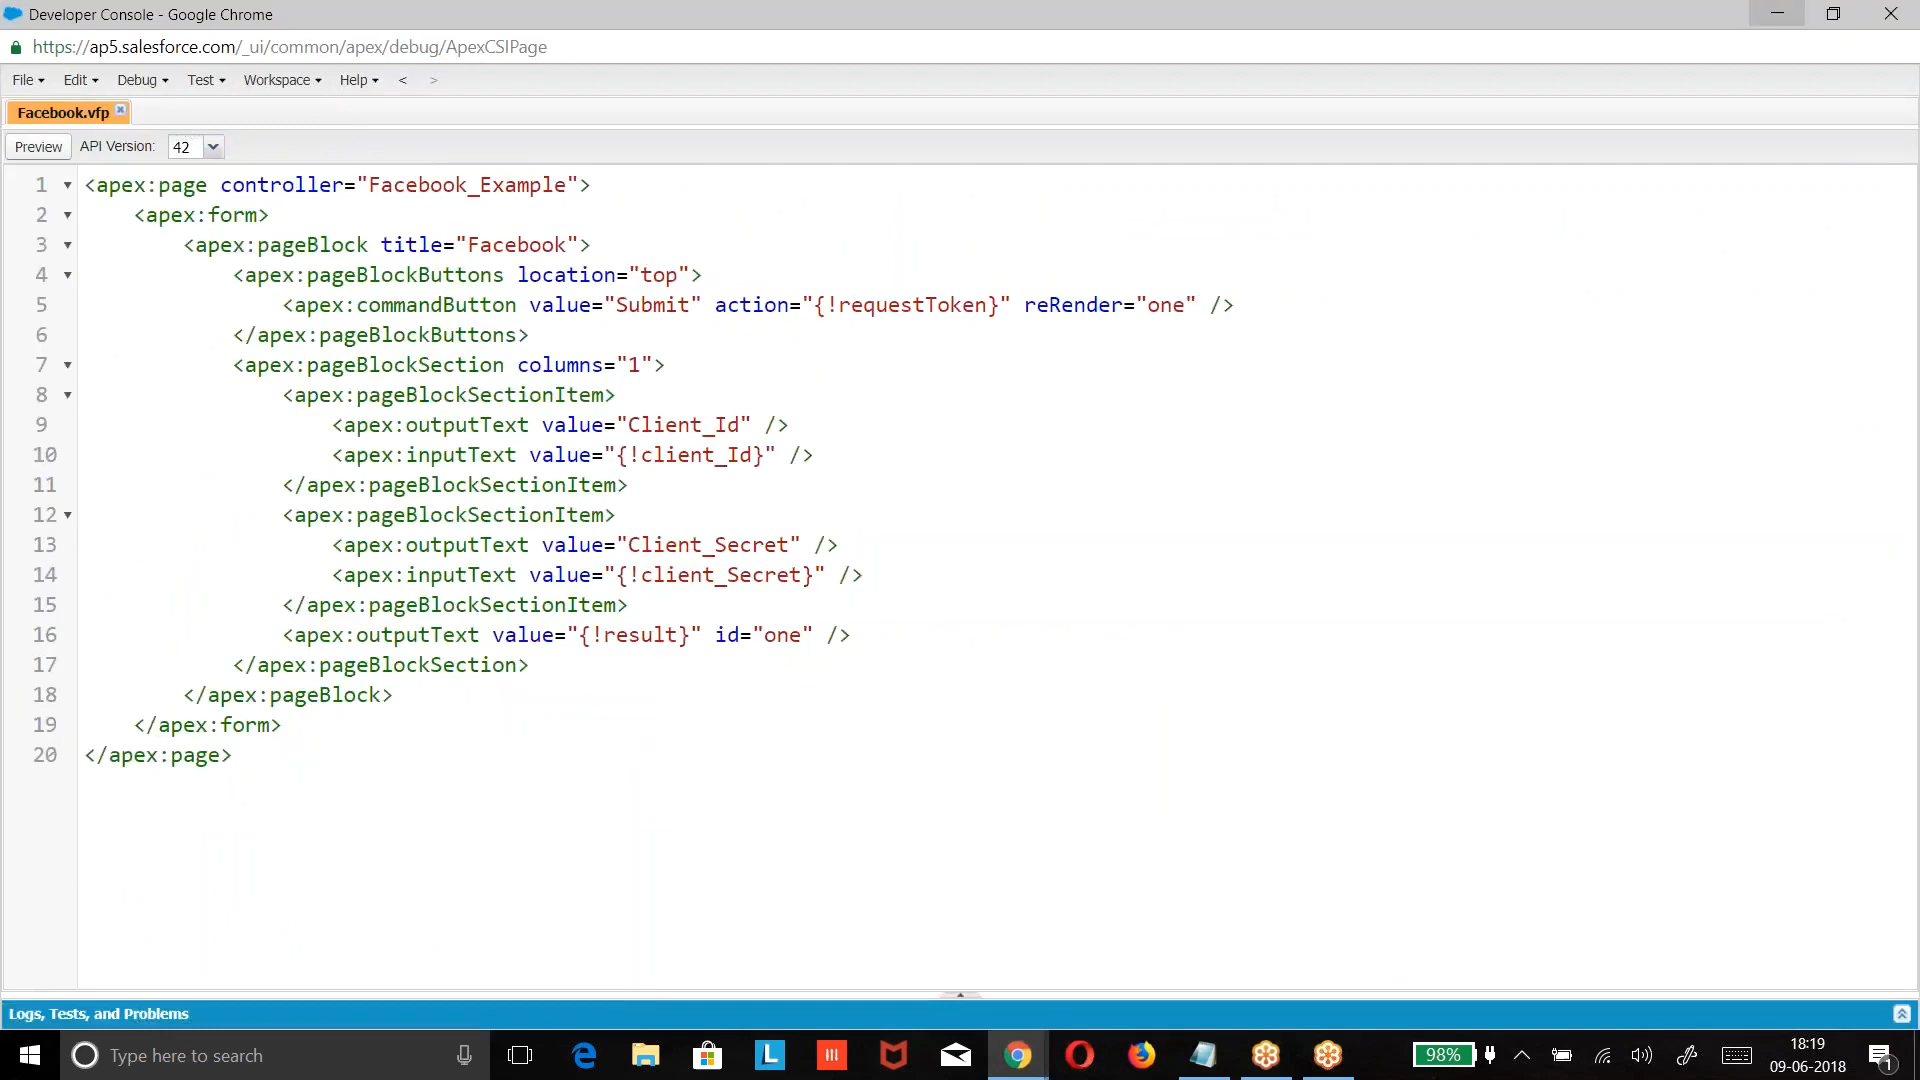 Developer Console - Google Chrome
https://ap5.salesforce.com/_ui/common/apex/debug/ApexCSIPage
File Edit Debug Test Workspace Help < >
Facebook.vfp
Preview API Version: 42
1 <apex:page controller="Facebook_Example">
2 <apex:form>
3 <apex:pageBlock title="Facebook">
4 <apex:pageBlockButtons location="top">
5 <apex:commandButton value="Submit" action="{!requestToken}" reRender="one" />
6 </apex:pageBlockButtons>
7 <apex:pageBlockSection columns="1">
8 <apex:pageBlockSectionItem>
9 <apex:outputText value="Client_Id" />
10 <apex:inputText value="{!client_Id}" />
11 </apex:pageBlockSectionItem>
12 <apex:pageBlockSectionItem>
13 <apex:outputText value="Client_Secret" />
14 <apex:inputText value="{!client_Secret}" />
15 </apex:pageBlockSectionItem>
16 <apex:outputText value="{!result}" id="one" />
17 </apex:pageBlockSection>
18 </apex:pageBlock>
19 </apex:form>
20 </apex:page>
Logs, Tests, and Problems
Type here to search
L
98%
18:19
09-06-2018
1